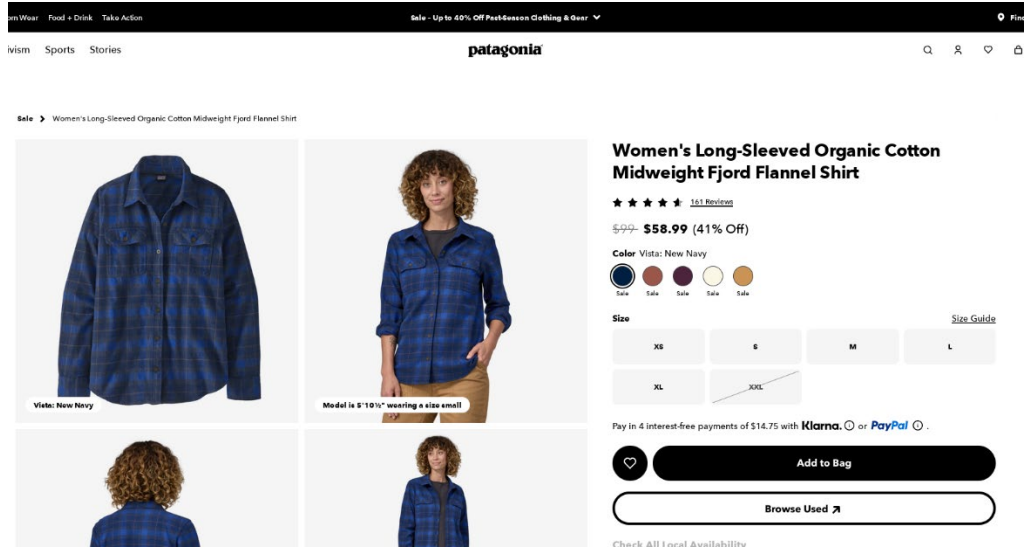 Wear Food + Drink Take Action
Sale – Up to 40% Off Past-Season Clothing & Gear
Sports Stories
patagonia
Sale > Women's Long-Sleeved Organic Cotton Midweight Fjord Flannel Shirt
Vista: New Navy
Model is 5'10½" wearing a size small
Women's Long-Sleeved Organic Cotton
Midweight Fjord Flannel Shirt
161 Reviews
$99 $58.99 (41% Off)
Color Vista: New Navy
Sale Sale Sale Sale Sale
Size Size Guide
XS S M L
XL XXL
Pay in 4 interest-free payments of $14.75 with Klarna. or PayPal .
Add to Bag
Browse Used
Check All Local Availability